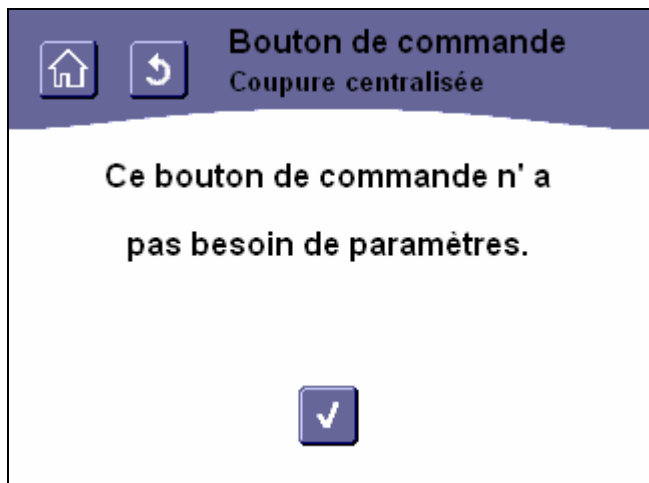 Bouton de commande
Coupure centralisée
Ce bouton de commande n' a
pas besoin de paramètres.